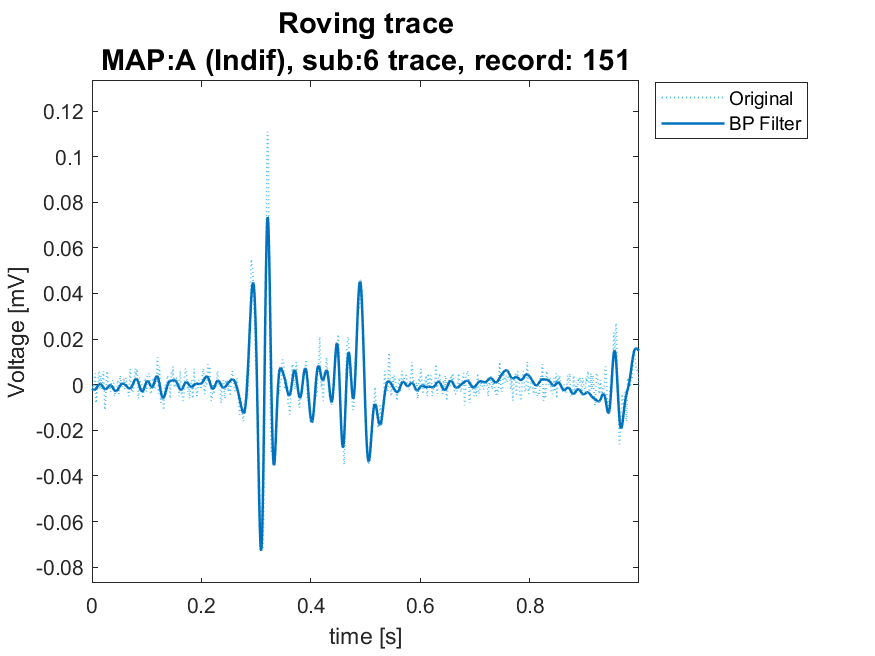 Roving trace
MAP:A (Indif), sub:6 trace, record: 151
Original
BP Filter
0.12
0.1
0.08
0.06
0.04
0.02
0
-0.02
-0.04
-0.06
-0.08
Voltage [mV]
0
0.2
0.4
0.6
0.8
time [s]